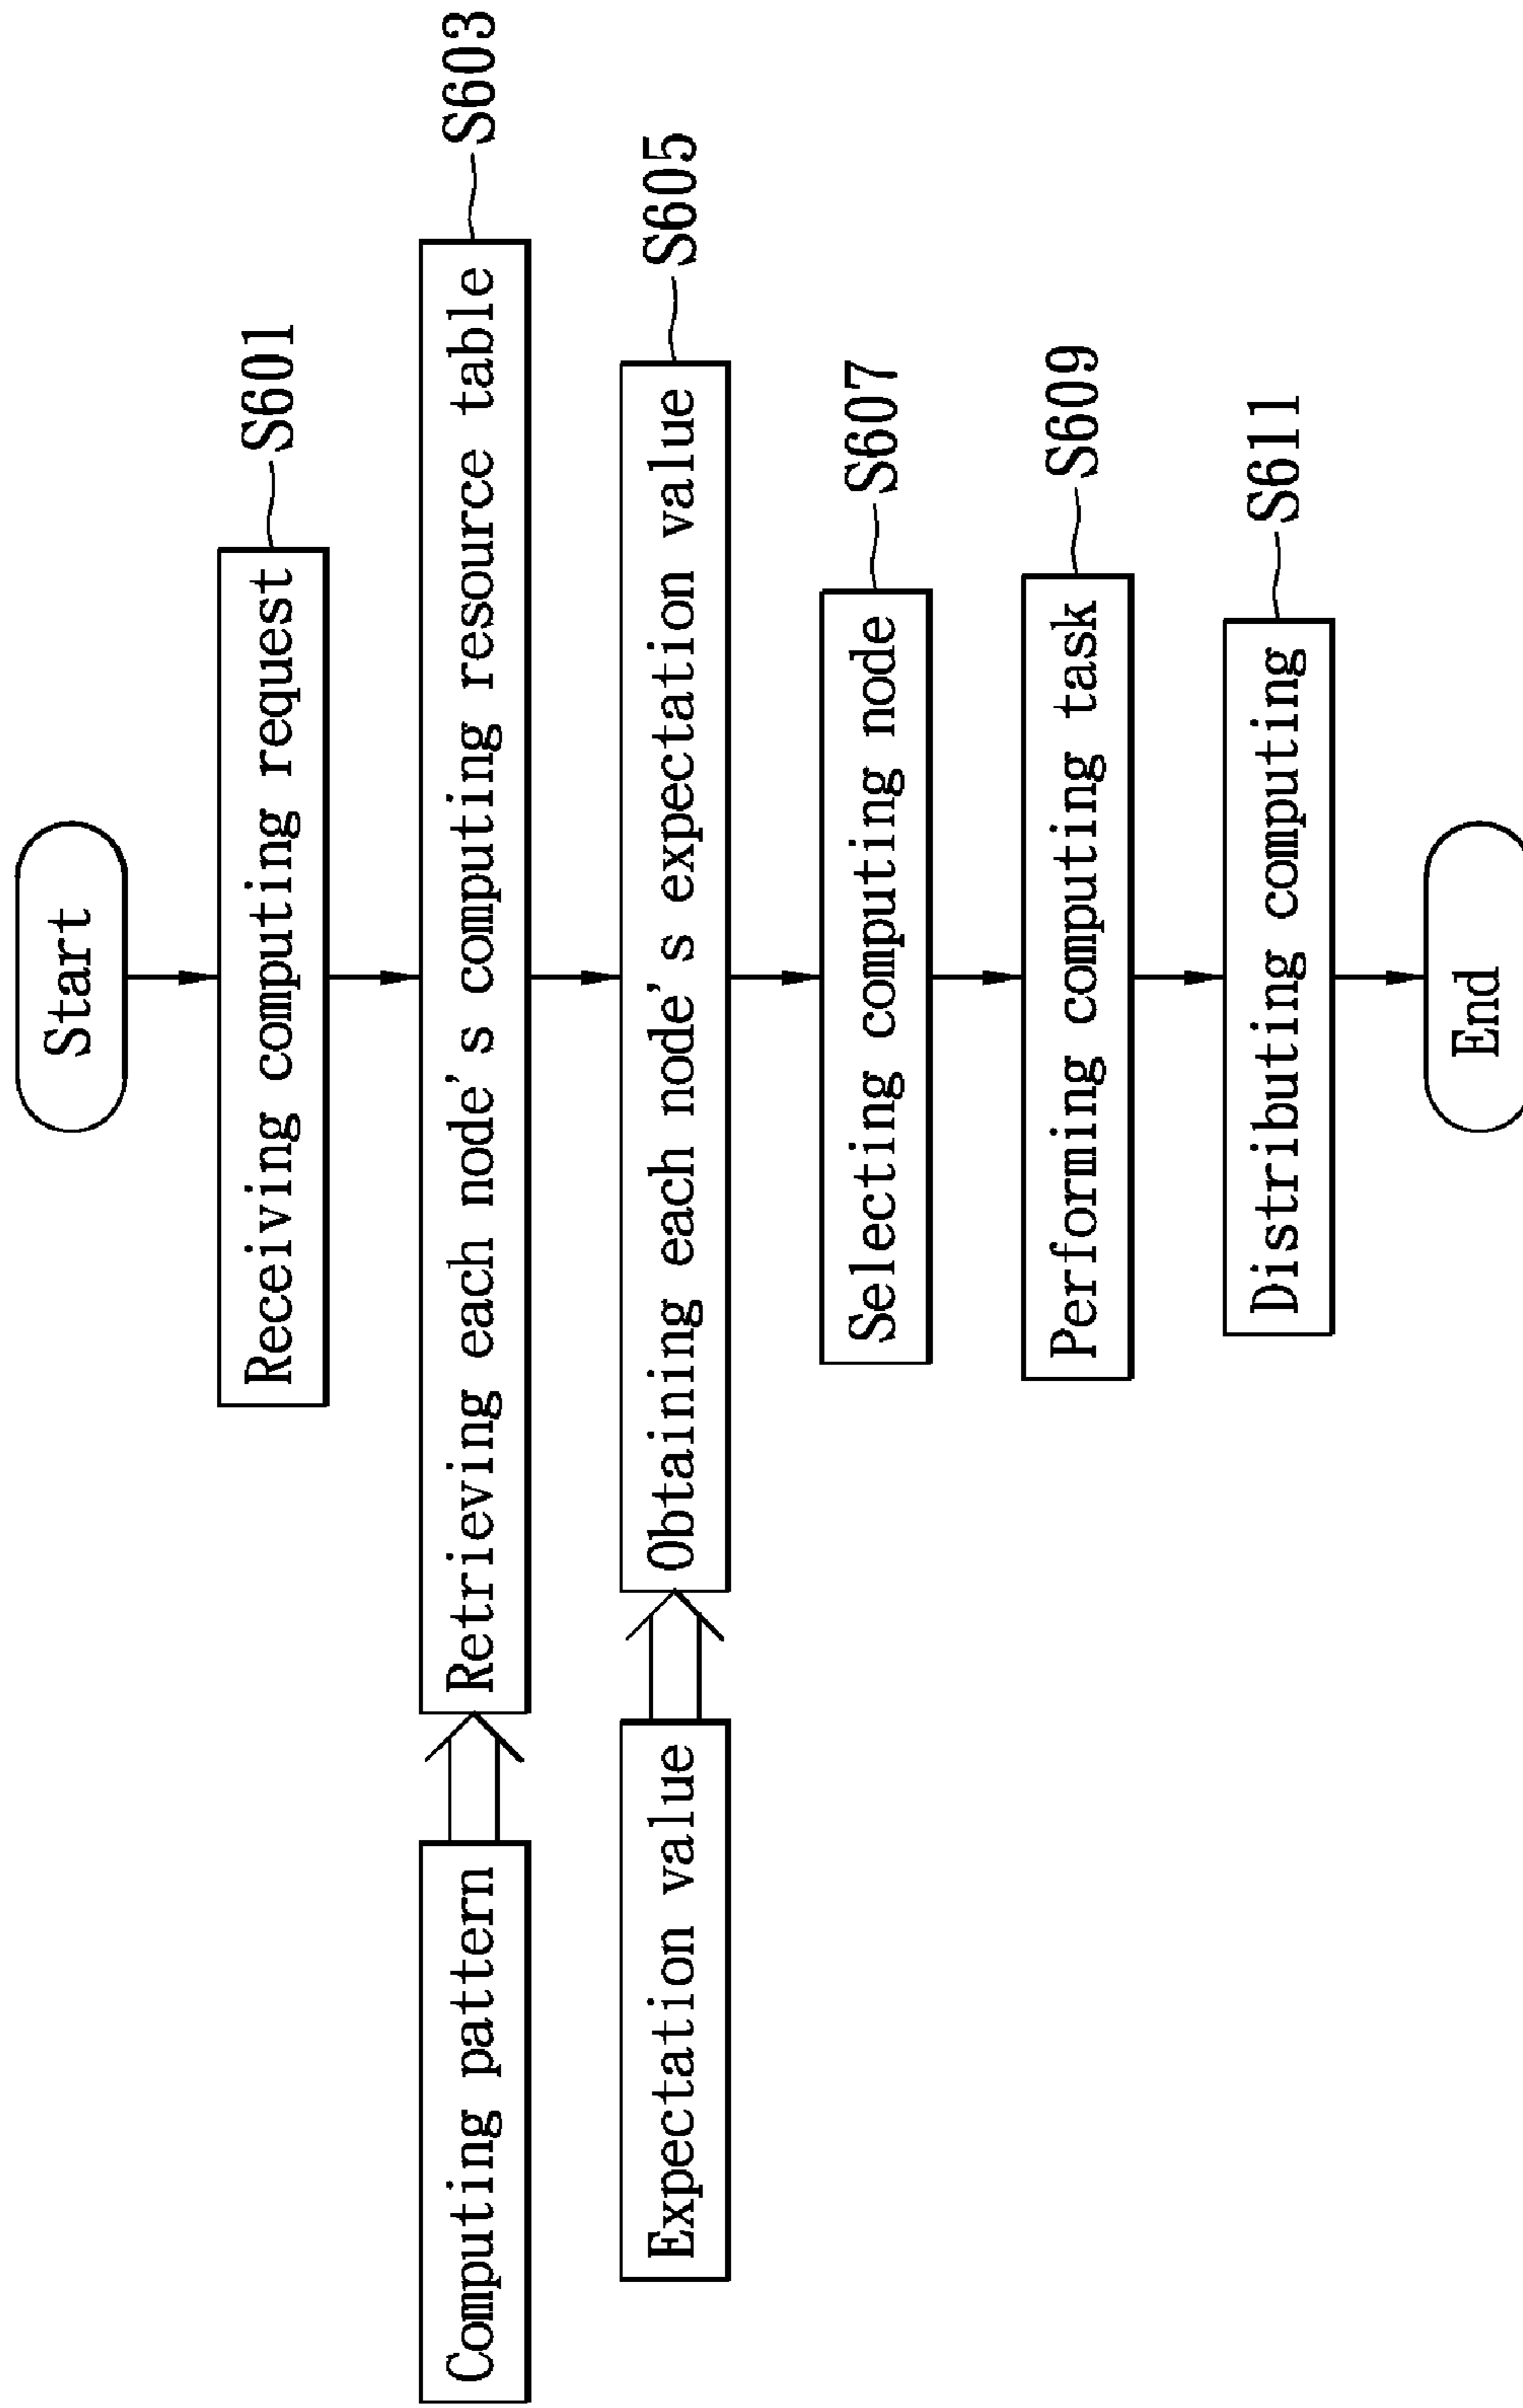 Start
Receiving computing request
S601
Computing pattern
Retrieving each node's computing resource table
S603
Expectation value
Obtaining each node's expectation value
S605
Selecting computing node
S607
Performing computing task
S609
Distributing computing
S611
End